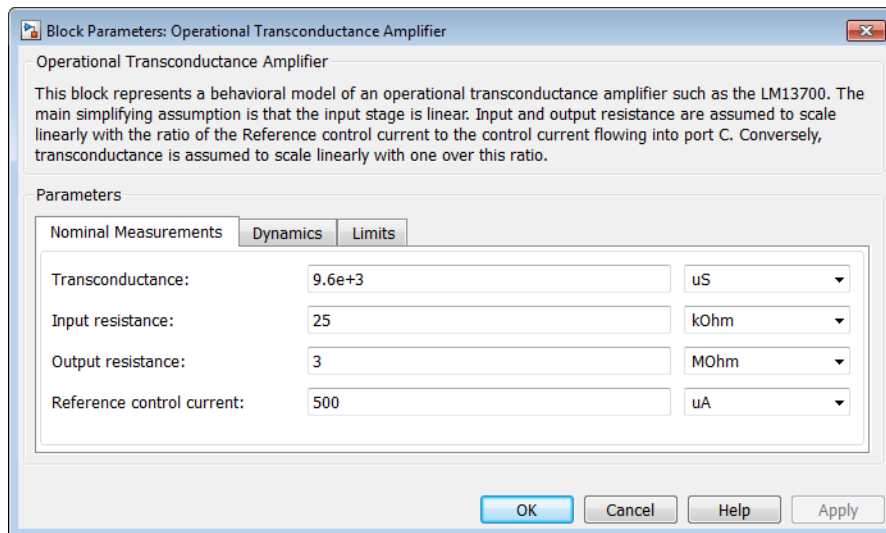 Block Parameters: Operational Transconductance Amplifier
Operational Transconductance Amplifier
This block represents a behavioral model of an operational transconductance amplifier such as the LM13700. The
main simplifying assumption is that the input stage is linear. Input and output resistance are assumed to scale
linearly with the ratio of the Reference control current to the control current flowing into port C. Conversely,
transconductance is assumed to scale linearly with one over this ratio.
Parameters
Nominal Measurements Dynamics Limits
Transconductance: 9.6e+3 uS
Input resistance: 25 kOhm
Output resistance: 3 MOhm
Reference control current: 500 uA
OK Cancel Help Apply